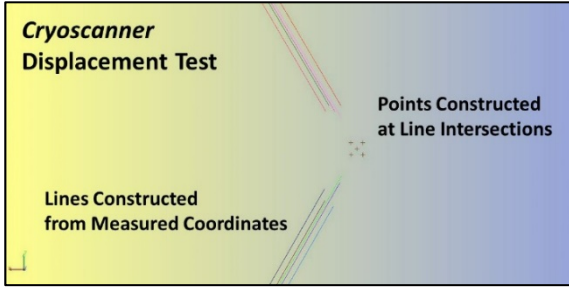 Cryoscanner
Displacement Test
Points Constructed
at Line Intersections
Lines Constructed
from Measured Coordinates